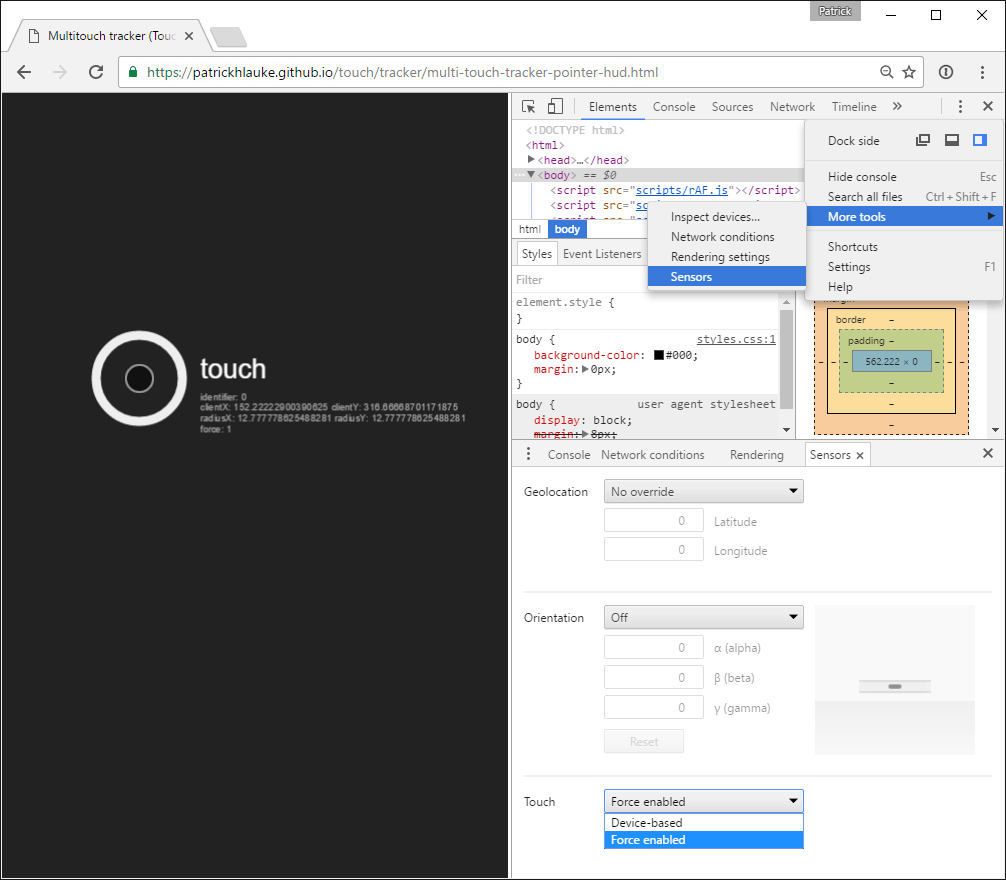 Patrick
Multitouch tracker (Touc
https://patrickhlauke.github.io/touch/tracker/multi-touch-tracker-pointer-hud.html
touch
identifier: 0
clientX: 152.22222900390625 clientY: 316.66668701171875
radiusX: 12.777778625488281 radiusY: 12.777778625488281
force: 1
Elements Console Sources Network Timeline »
<!DOCTYPE html>
<html>
<head>…</head>
<body> == $0
<script src="scripts/rAF.js"></script>
<script src="sc
html body
Styles Event Listeners
Filter
element.style {
}
body { styles.css:1
background-color: #000;
margin: 0px;
}
body { user agent stylesheet
display: block;
margin: 8px;
Dock side
Hide console Esc
Search all files Ctrl + Shift + F
More tools
Shortcuts
Settings F1
Help
Inspect devices...
Network conditions
Rendering settings
Sensors
margin
border –
padding –
– – – 562.222 × 0 – – –
–
–
–
Console Network conditions Rendering Sensors
Geolocation No override
0 Latitude
0 Longitude
Orientation Off
0 α (alpha)
0 β (beta)
0 γ (gamma)
Reset
Touch Force enabled
Device-based
Force enabled